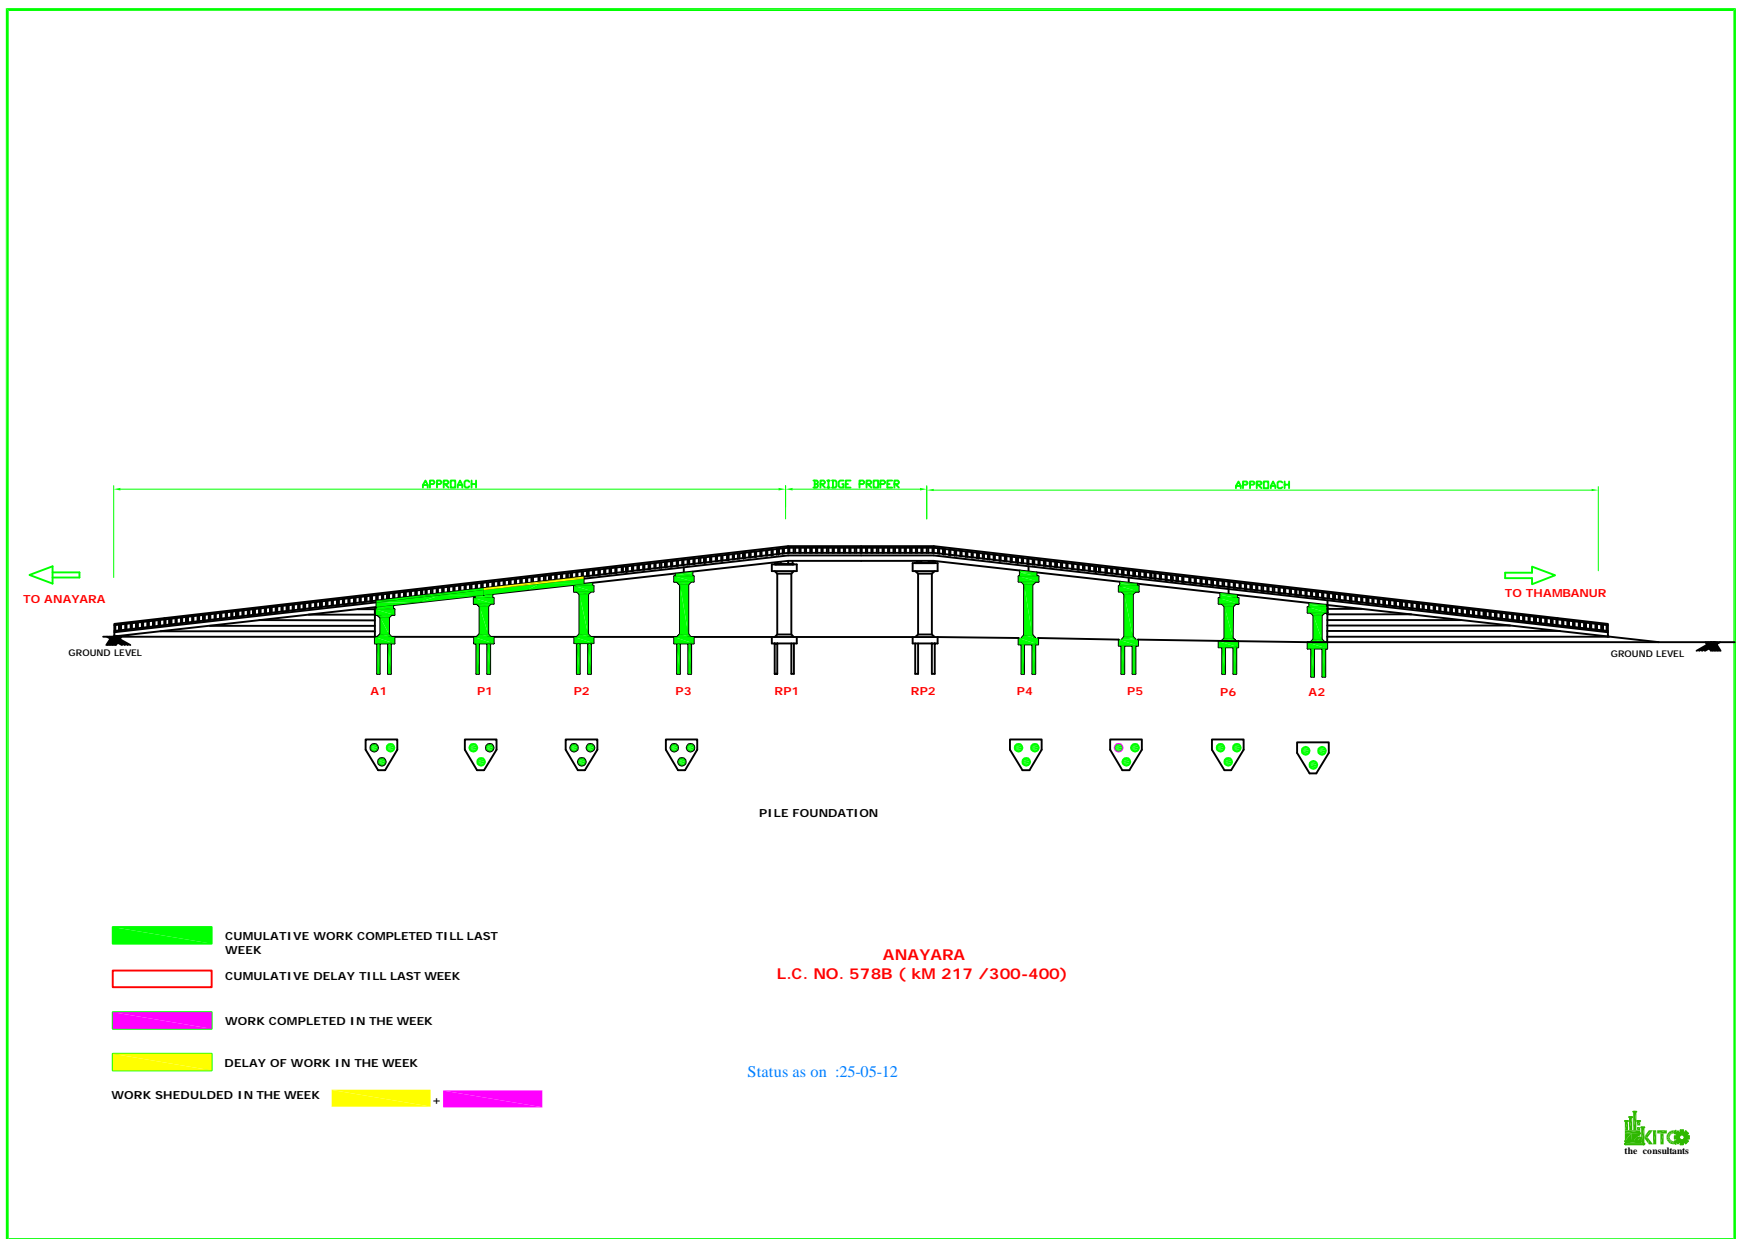 APPROACH
BRIDGE PROPER
APPROACH
TO ANAYARA
TO THAMBANUR
GROUND LEVEL
GROUND LEVEL
A1
P1
P2
P3
RP1
RP2
P4
P5
P6
A2
PILE FOUNDATION
CUMULATIVE WORK COMPLETED TILL LAST
WEEK
CUMULATIVE DELAY TILL LAST WEEK
WORK COMPLETED IN THE WEEK
DELAY OF WORK IN THE WEEK
WORK SHEDULDED IN THE WEEK +
ANAYARA
L.C. NO. 578B ( kM 217 /300-400)
Status as on :25-05-12
KITCO
the consultants